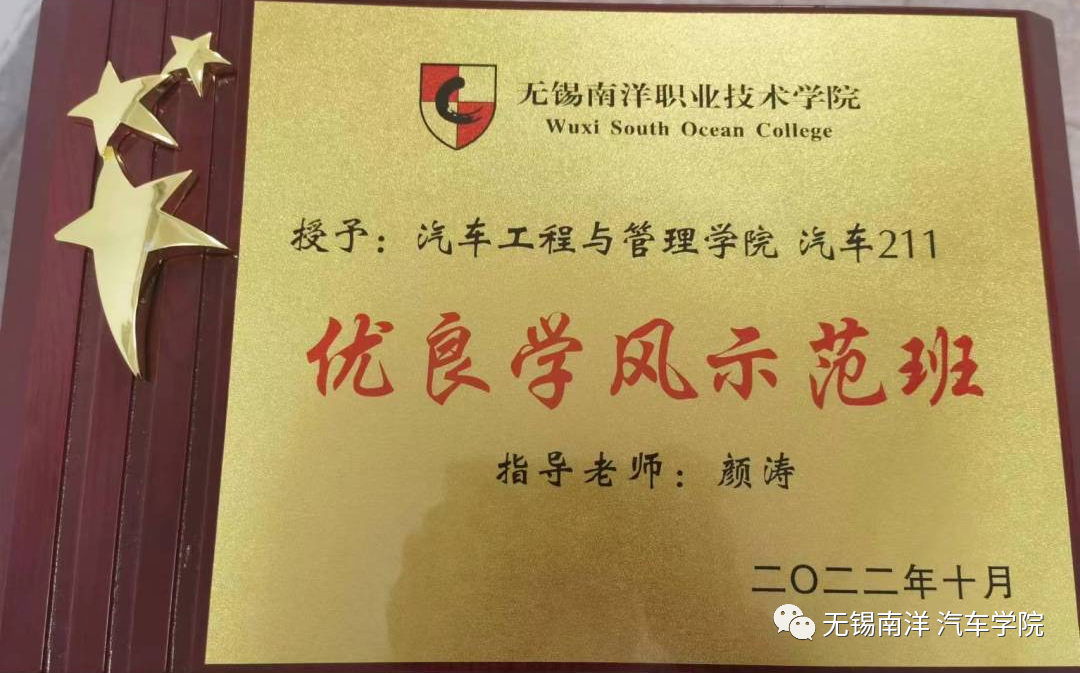 无锡南洋职业技术学院
Wuxi South Ocean College
授予：汽车工程与管理学院 汽车211
优良学风示范班
指导老师：颜涛
二〇二二年十月
无锡南洋 汽车学院